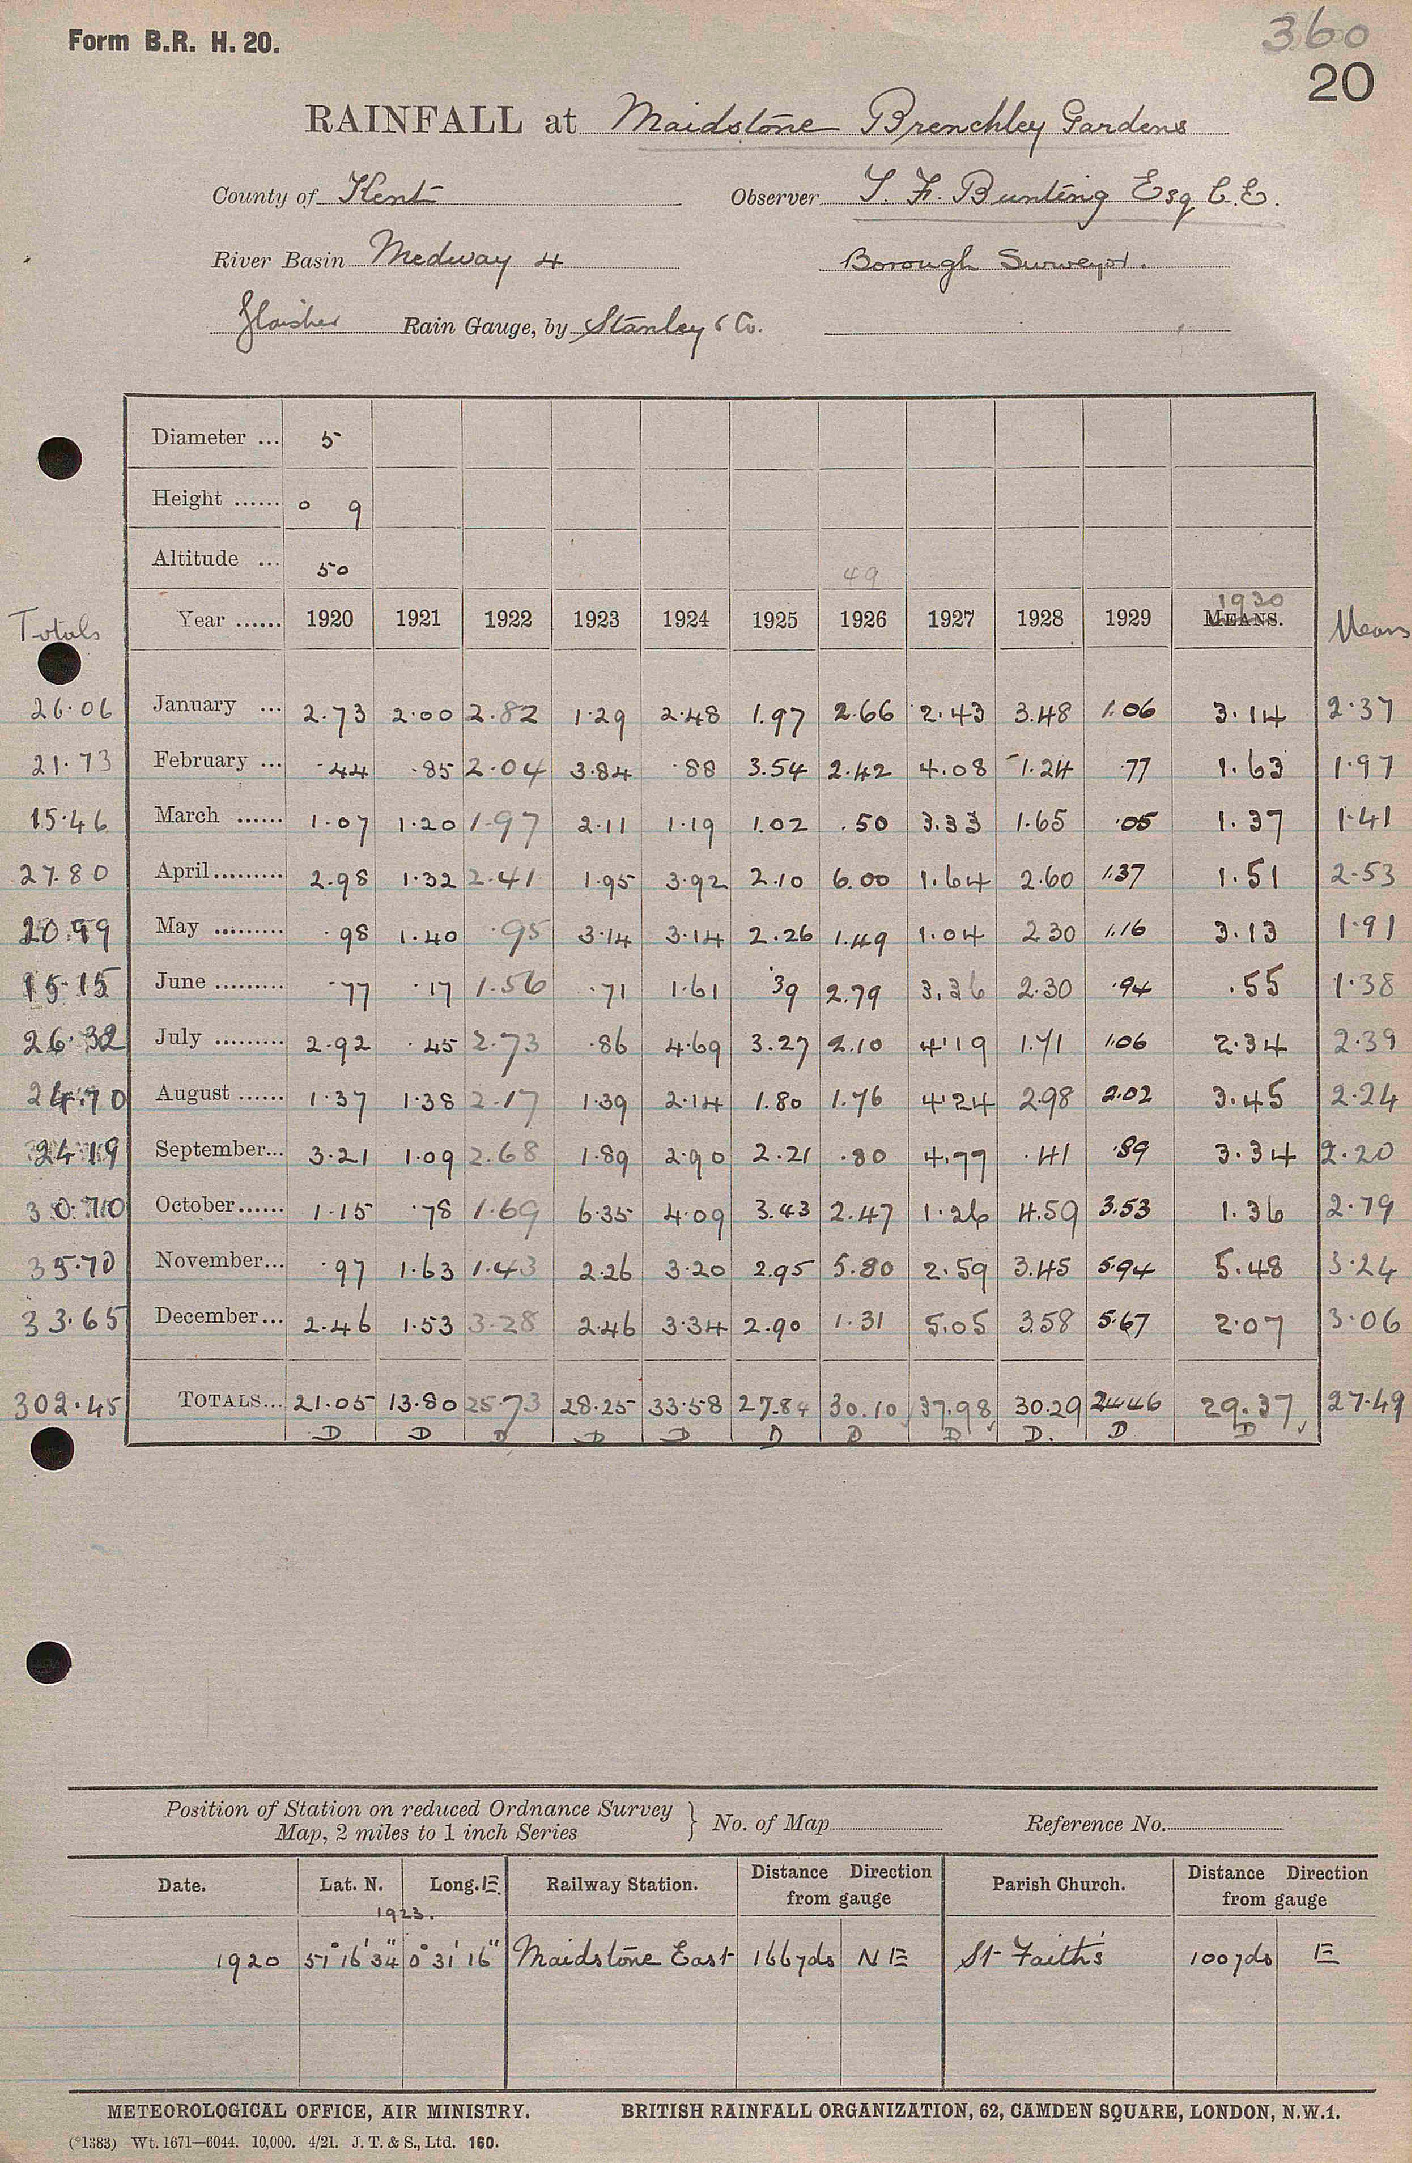 Form B.R. H. 20.
360
20
RAINFALL at Maidstone Brenchley Gardens
County of Kent Observer T. F. Bunting Esq C.E.
River Basin Medway 4 Borough Surveyor.
Glaisher Rain Gauge, by Stanley & Co.
Diameter ... 5
Height ...... 0 9
Altitude ... 50 49
Totals Year ...... 1920 1921 1922 1923 1924 1925 1926 1927 1928 1929 MEANS. 1930 Means
26.06 January ... 2.73 2.00 2.82 1.29 2.48 1.97 2.66 2.43 3.48 1.06 3.14 2.37
21.73 February ... .44 .85 2.04 3.84 .88 3.54 2.42 4.08 1.24 .77 1.63 1.97
15.46 March ...... 1.07 1.20 1.97 2.11 1.19 1.02 .50 3.33 1.65 .05 1.37 1.41
27.80 April......... 2.98 1.32 2.41 1.95 3.92 2.10 6.00 1.64 2.60 1.37 1.51 2.53
20.99 May ......... .98 1.40 .95 3.14 3.14 2.26 1.49 1.04 2.30 1.16 3.13 1.91
15.15 June ......... .77 .17 1.56 .71 1.61 .39 2.79 3.36 2.30 .94 .55 1.38
26.32 July ......... 2.92 .45 2.73 .86 4.69 3.27 2.10 4.19 1.71 1.06 2.34 2.39
24.70 August ...... 1.37 1.38 2.17 1.39 2.14 1.80 1.76 4.24 2.98 2.02 3.45 2.24
24.19 September... 3.21 1.09 2.68 1.89 2.90 2.21 .80 4.77 .41 .89 3.34 2.20
30.70 October...... 1.15 .78 1.69 6.35 4.09 3.43 2.47 1.26 4.59 3.53 1.36 2.79
35.70 November... .97 1.63 1.43 2.26 3.20 2.95 5.80 2.59 3.45 5.94 5.48 3.24
33.65 December... 2.46 1.53 3.28 2.46 3.34 2.90 1.31 5.05 3.58 5.67 2.07 3.06
302.45 TOTALS... 21.05 13.80 25.73 28.25 33.58 27.84 30.10 37.98 30.29 24.46 29.37 27.49
D D D D D D D D D. D D
Position of Station on reduced Ordnance Survey
Map, 2 miles to 1 inch Series } No. of Map Reference No.
Date. Lat. N. Long. E. Railway Station. Distance Direction from gauge Parish Church. Distance Direction from gauge
1923.
1920 51° 16' 34" 0° 31' 16" Maidstone East 166 yds N E St Faith's 100 yds E
METEOROLOGICAL OFFICE, AIR MINISTRY. BRITISH RAINFALL ORGANIZATION, 62, CAMDEN SQUARE, LONDON, N.W.1.
(*1383) Wt. 1671—6044. 10,000. 4/21. J. T. & S., Ltd. 160.